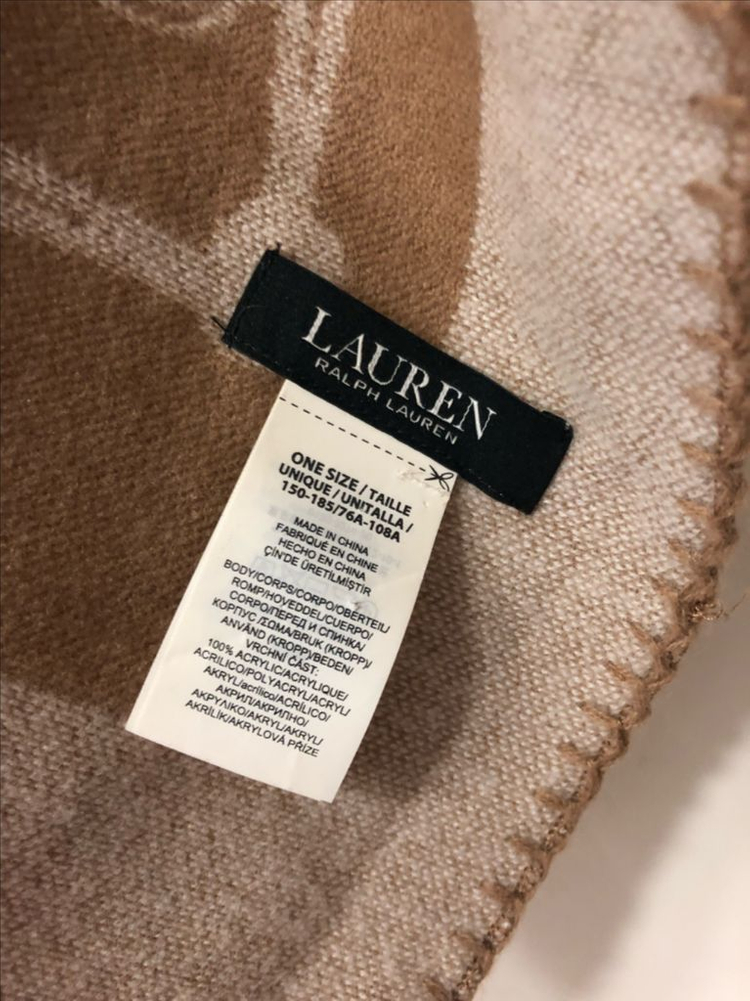 LAUREN
RALPH LAUREN
ONE SIZE / TAILLE
UNIQUE / UNITALLA /
150-185/76A-108A
MADE IN CHINA
FABRIQUÉ EN CHINE
HECHO EN CHINA
ÇİN'DE ÜRETİLMİŞTİR
BODY/CORPS/CORPO/OBERTEIL/
ROMP/HOVEDDEL/CUERPO/
CORPO/ПЕРЕД И СПИНКА/
КОРПУС /ΣΩΜΑ/BRUK (KROPP)/
ANVÄND (KROPP)/BEDEN/
VRCHNÍ ČÁST:
100% ACRYLIC/ACRYLIQUE/
ACRILICO/POLYACRYL/ACRYL/
AKRYL/acrílico/ACRÍLICO/
АКРИЛ/АКРИЛНО/
ΑΚΡΥΛΙΚΟ/AKRYL/AKRYL/
AKRİLİK/AKRYLOVÁ PŘÍZE